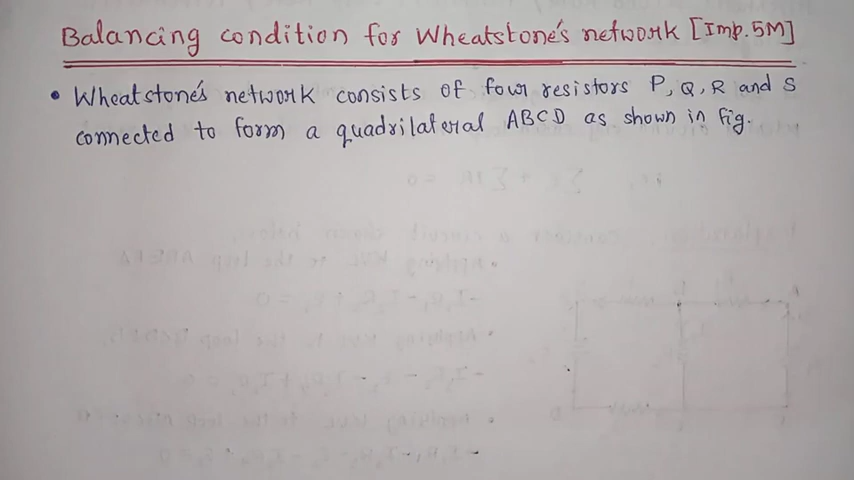 Balancing condition for Wheatstone's network [Imp. 5M]
• Wheatstone's network consists of four resistors P, Q, R and S
connected to form a quadrilateral ABCD as shown in fig.